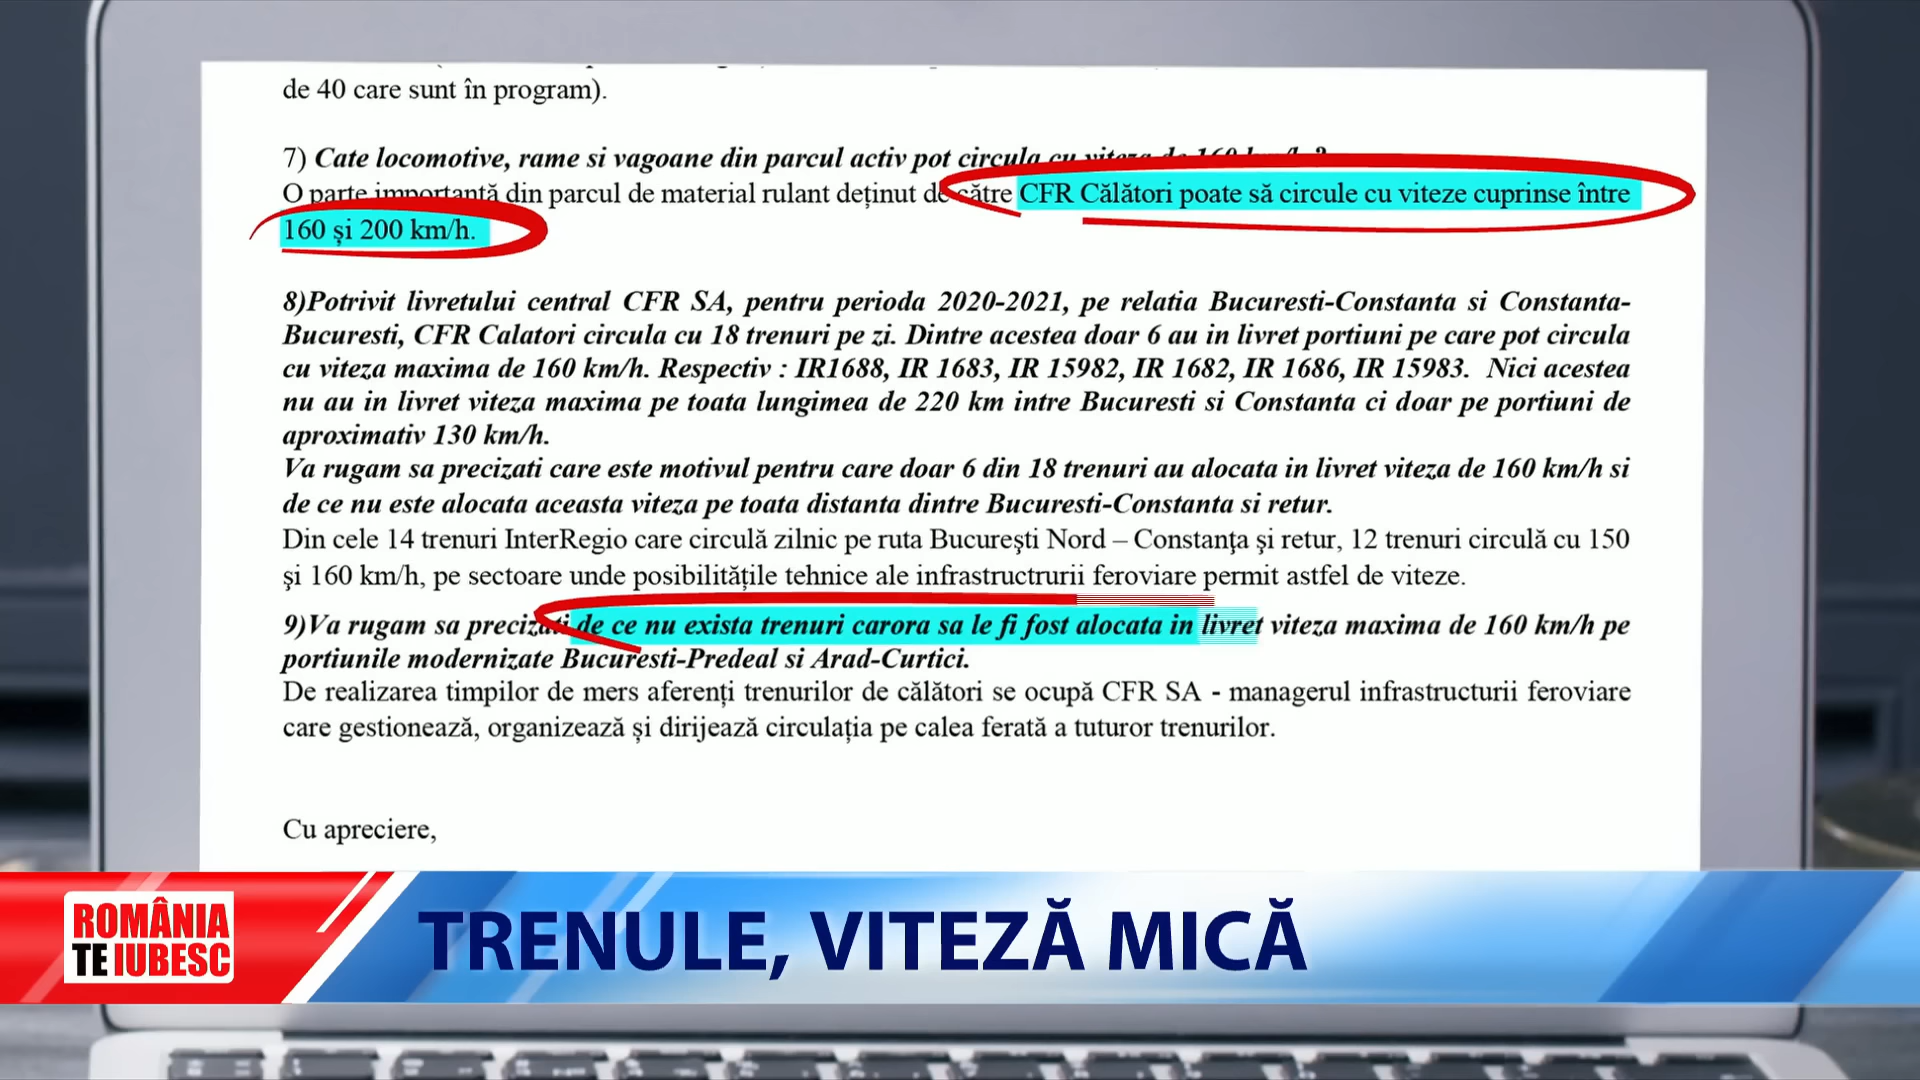 de 40 care sunt în program).
7) Cate locomotive, rame si vagoane din parcul activ pot circula cu viteza de 160 km/h ?
O parte importantă din parcul de material rulant deținut de către CFR Călători poate să circule cu viteze cuprinse între
160 și 200 km/h.
8)Potrivit livretului central CFR SA, pentru perioda 2020-2021, pe relatia Bucuresti-Constanta si Constanta-
Bucuresti, CFR Calatori circula cu 18 trenuri pe zi. Dintre acestea doar 6 au in livret portiuni pe care pot circula
cu viteza maxima de 160 km/h. Respectiv : IR1688, IR 1683, IR 15982, IR 1682, IR 1686, IR 15983. Nici acestea
nu au in livret viteza maxima pe toata lungimea de 220 km intre Bucuresti si Constanta ci doar pe portiuni de
aproximativ 130 km/h.
Va rugam sa precizati care este motivul pentru care doar 6 din 18 trenuri au alocata in livret viteza de 160 km/h si
de ce nu este alocata aceasta viteza pe toata distanta dintre Bucuresti-Constanta si retur.
Din cele 14 trenuri InterRegio care circulă zilnic pe ruta Bucureşti Nord – Constanţa şi retur, 12 trenuri circulă cu 150
şi 160 km/h, pe sectoare unde posibilitățile tehnice ale infrastructrurii feroviare permit astfel de viteze.
9)Va rugam sa precizati de ce nu exista trenuri carora sa le fi fost alocata in livret viteza maxima de 160 km/h pe
portiunile modernizate Bucuresti-Predeal si Arad-Curtici.
De realizarea timpilor de mers aferenți trenurilor de călători se ocupă CFR SA - managerul infrastructurii feroviare
care gestionează, organizează și dirijează circulația pe calea ferată a tuturor trenurilor.
Cu apreciere,
ROMÂNIA
TE IUBESC
TRENULE, VITEZĂ MICĂ